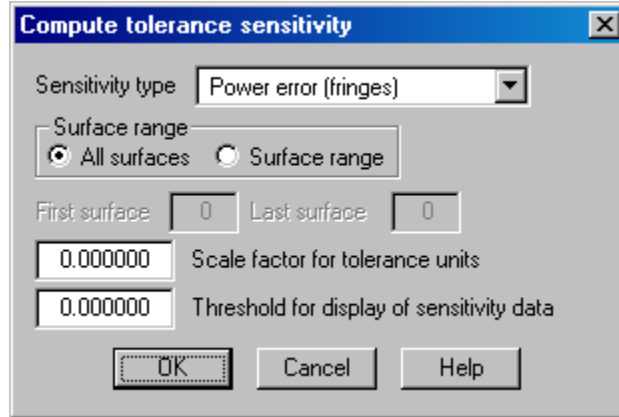 Compute tolerance sensitivity
Sensitivity type Power error (fringes)
Surface range
All surfaces Surface range
First surface 0 Last surface 0
0.000000 Scale factor for tolerance units
0.000000 Threshold for display of sensitivity data
OK Cancel Help